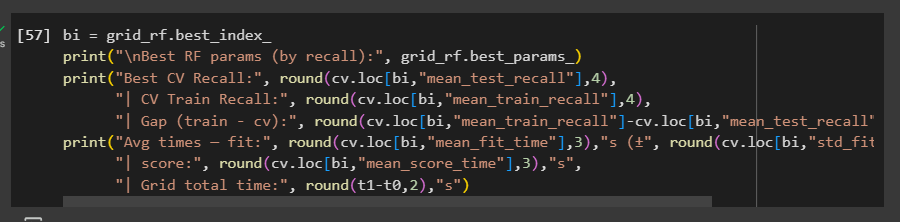 [57] bi = grid_rf.best_index_
print("\nBest RF params (by recall):", grid_rf.best_params_)
print("Best CV Recall:", round(cv.loc[bi,"mean_test_recall"],4),
"| CV Train Recall:", round(cv.loc[bi,"mean_train_recall"],4),
"| Gap (train - cv):", round(cv.loc[bi,"mean_train_recall"]-cv.loc[bi,"mean_test_recall"
print("Avg times — fit:", round(cv.loc[bi,"mean_fit_time"],3),"s (±", round(cv.loc[bi,"std_fit
"| score:", round(cv.loc[bi,"mean_score_time"],3),"s",
"| Grid total time:", round(t1-t0,2),"s")